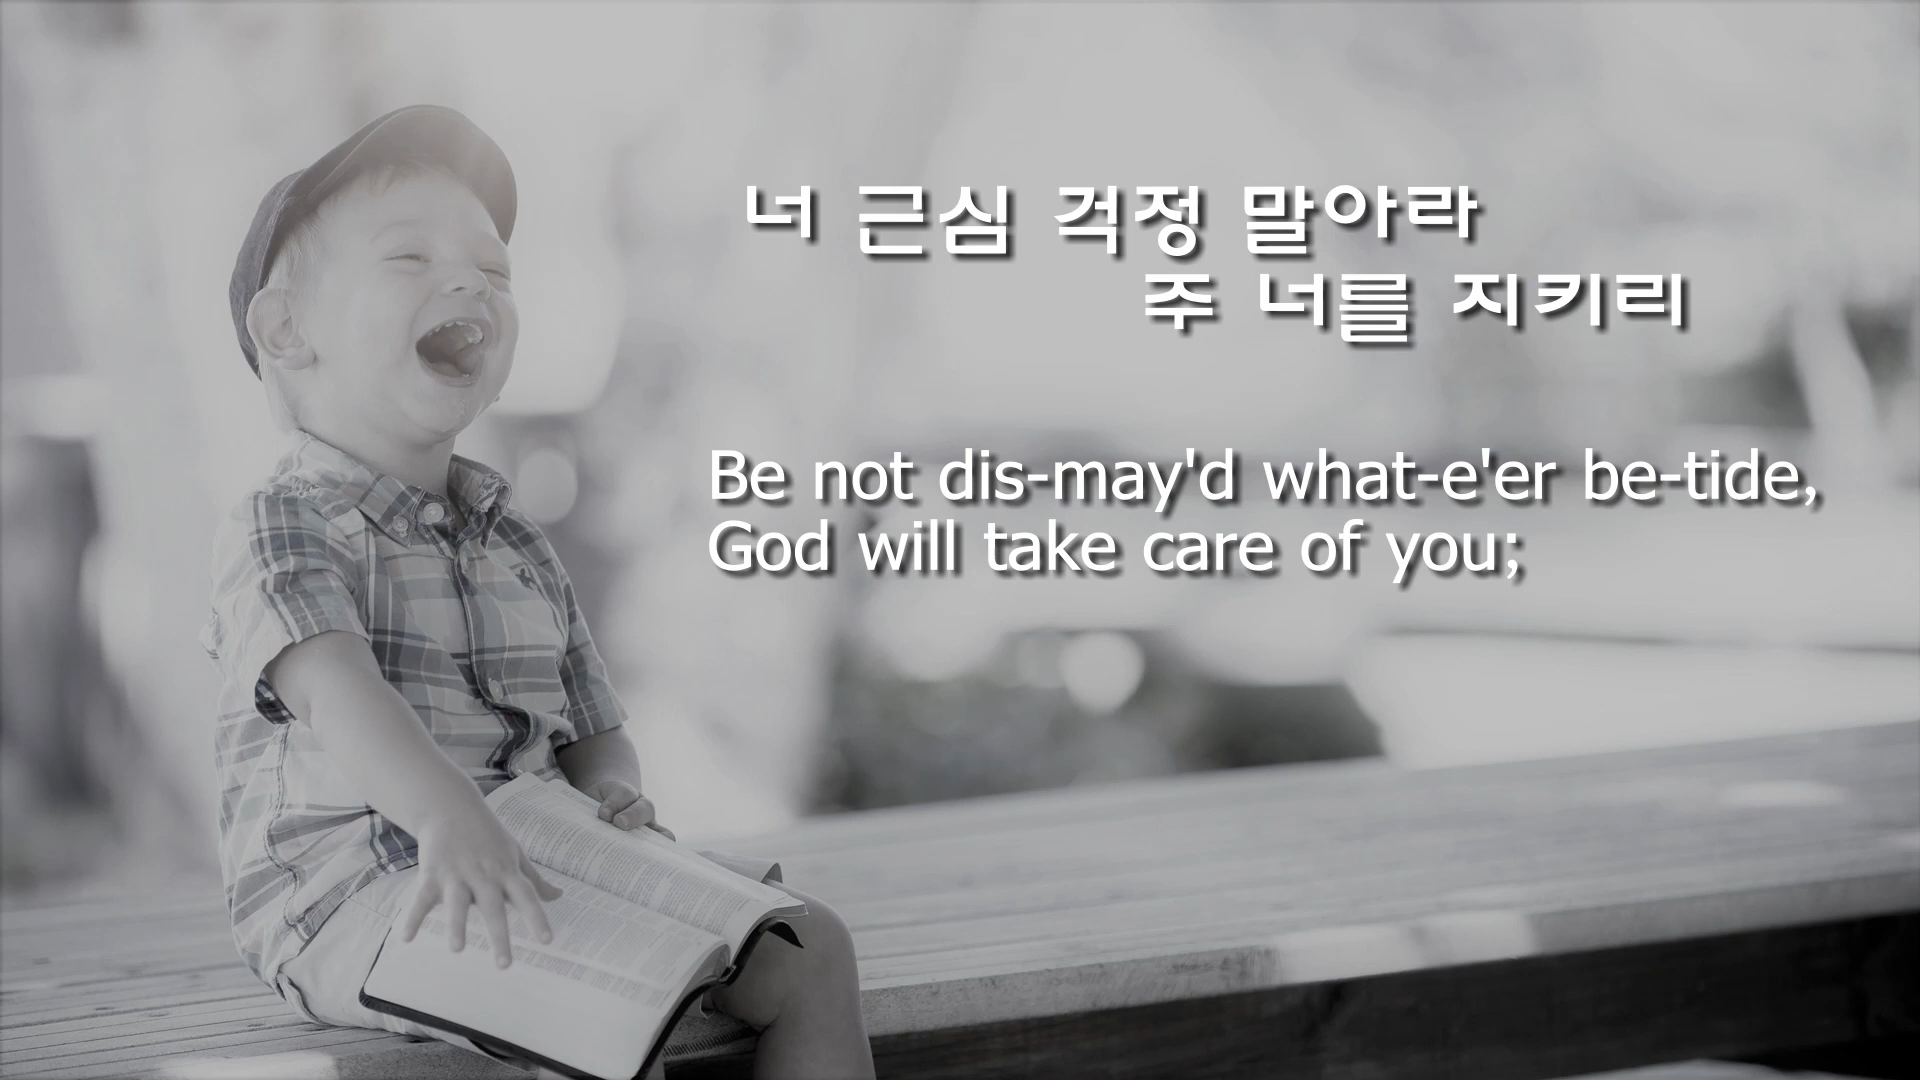 너 근심 걱정 말아라
주 너를 지키리
Be not dis-may'd what-e'er be-tide,
God will take care of you;